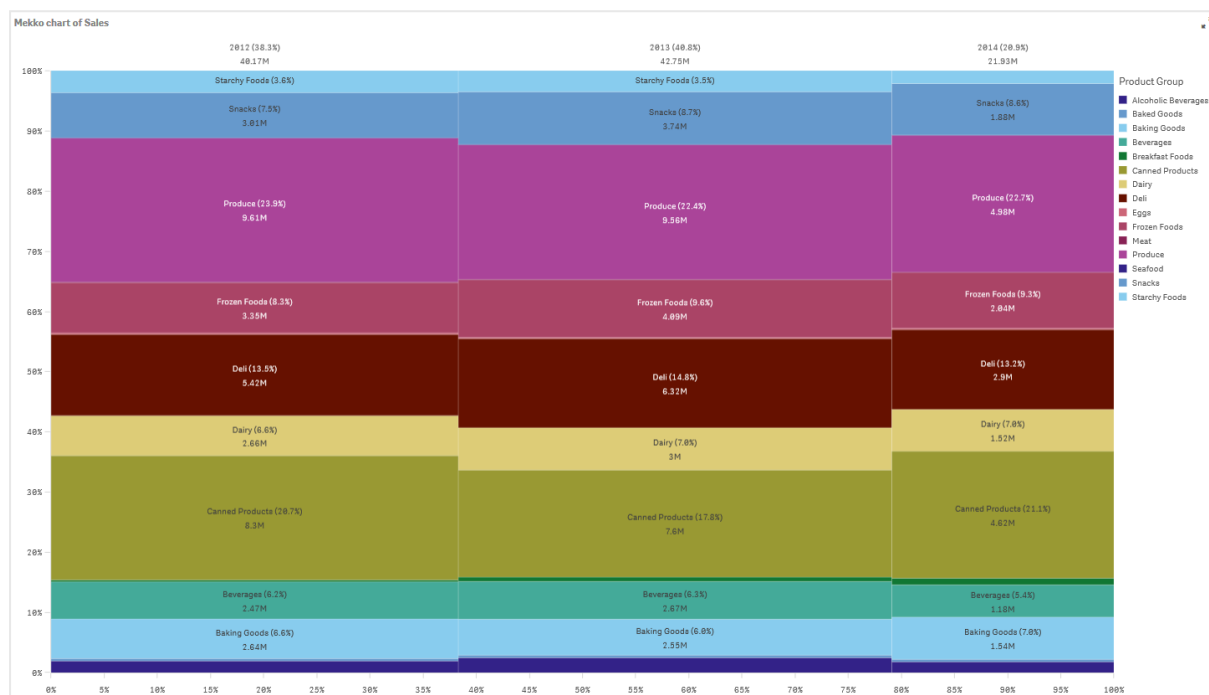 Mekko chart of Sales
2012 (38.3%)
40.17M
2013 (40.8%)
42.75M
2014 (20.9%)
21.93M
100%
90%
80%
70%
60%
50%
40%
30%
20%
10%
0%
Starchy Foods (3.6%)
Snacks (7.5%)
3.01M
Produce (23.9%)
9.61M
Frozen Foods (8.3%)
3.35M
Deli (13.5%)
5.42M
Dairy (6.6%)
2.66M
Canned Products (20.7%)
8.3M
Beverages (6.2%)
2.47M
Baking Goods (6.6%)
2.64M
Starchy Foods (3.5%)
Snacks (8.7%)
3.74M
Produce (22.4%)
9.56M
Frozen Foods (9.6%)
4.09M
Deli (14.8%)
6.32M
Dairy (7.0%)
3M
Canned Products (17.8%)
7.6M
Beverages (6.3%)
2.67M
Baking Goods (6.0%)
2.55M
Snacks (8.6%)
1.88M
Produce (22.7%)
4.98M
Frozen Foods (9.3%)
2.04M
Deli (13.2%)
2.9M
Dairy (7.0%)
1.52M
Canned Products (21.1%)
4.62M
Beverages (5.4%)
1.18M
Baking Goods (7.0%)
1.54M
0%
5%
10%
15%
20%
25%
30%
35%
40%
45%
50%
55%
60%
65%
70%
75%
80%
85%
90%
95%
100%
Product Group
Alcoholic Beverages
Baked Goods
Baking Goods
Beverages
Breakfast Foods
Canned Products
Dairy
Deli
Eggs
Frozen Foods
Meat
Produce
Seafood
Snacks
Starchy Foods